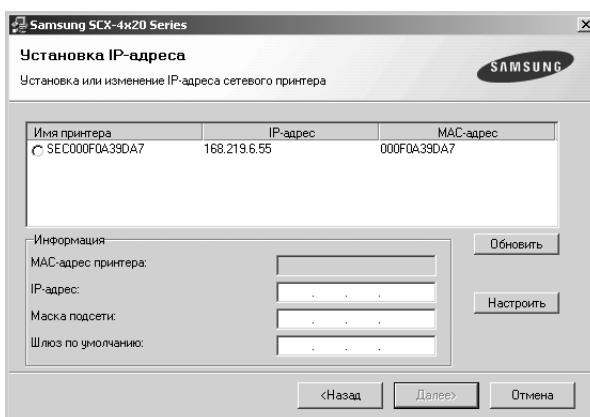 Samsung SCX-4x20 Series
Установка IP-адреса
Установка или изменение IP-адреса сетевого принтера
SAMSUNG
Имя принтера IP-адрес MAC-адрес
SEC000F0A39DA7 168.219.6.55 000F0A39DA7
Информация
MAC-адрес принтера:
IP-адрес:
Маска подсети:
Шлюз по умолчанию:
Обновить
Настроить
<Назад Далее> Отмена